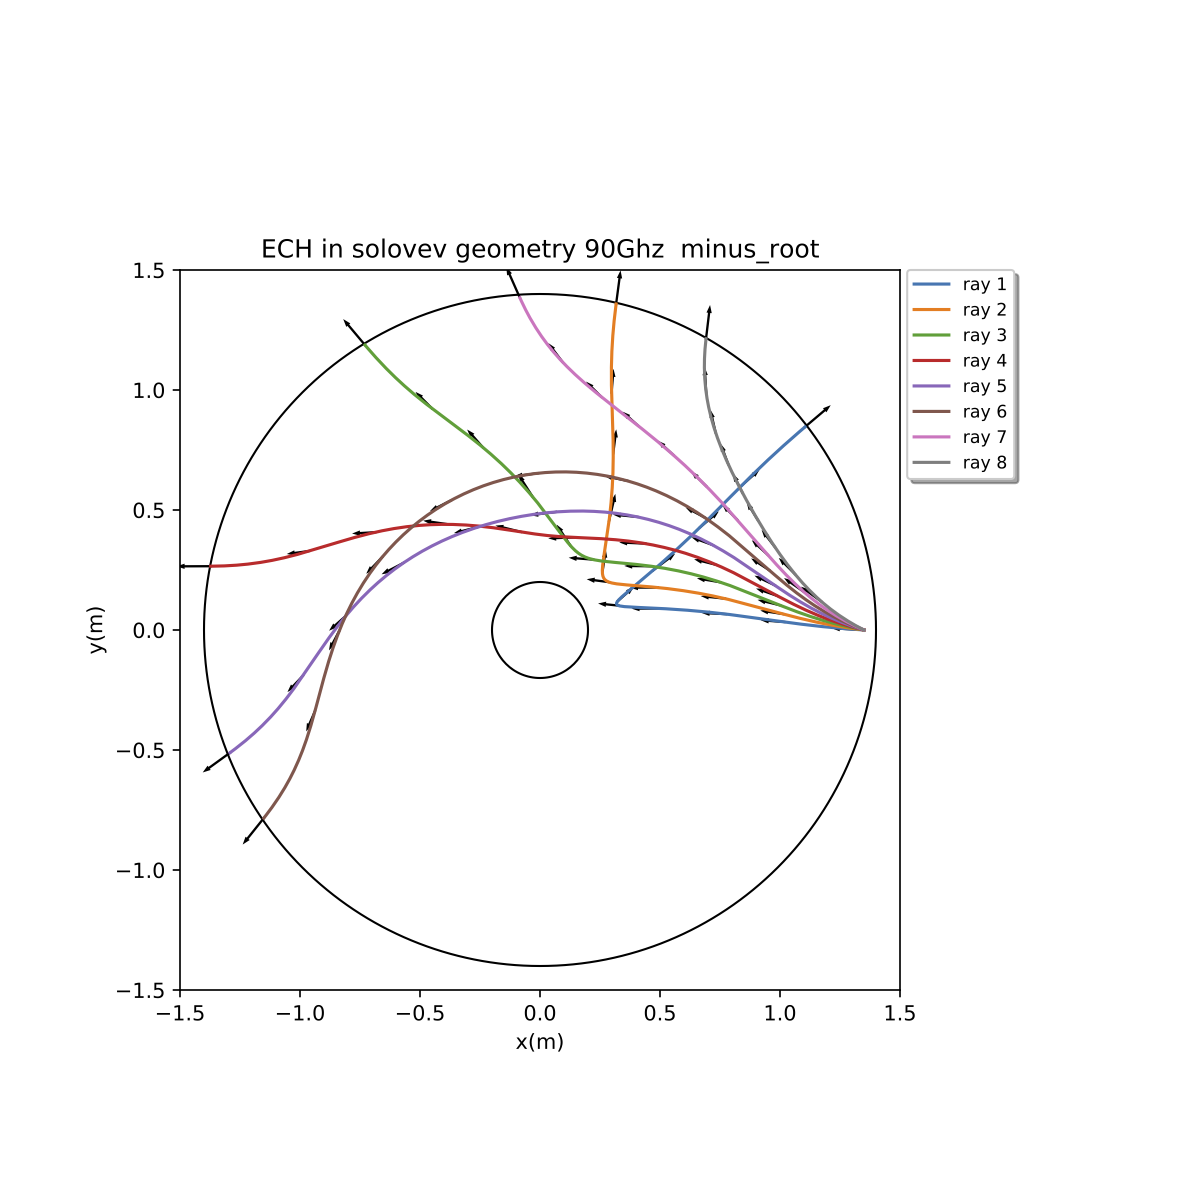 ECH in solovev geometry 90Ghz  minus_root
ray 1
ray 2
ray 3
ray 4
ray 5
ray 6
ray 7
ray 8
1.5
1.0
0.5
0.0
−0.5
−1.0
−1.5
y(m)
−1.5 −1.0 −0.5 0.0 0.5 1.0 1.5
x(m)